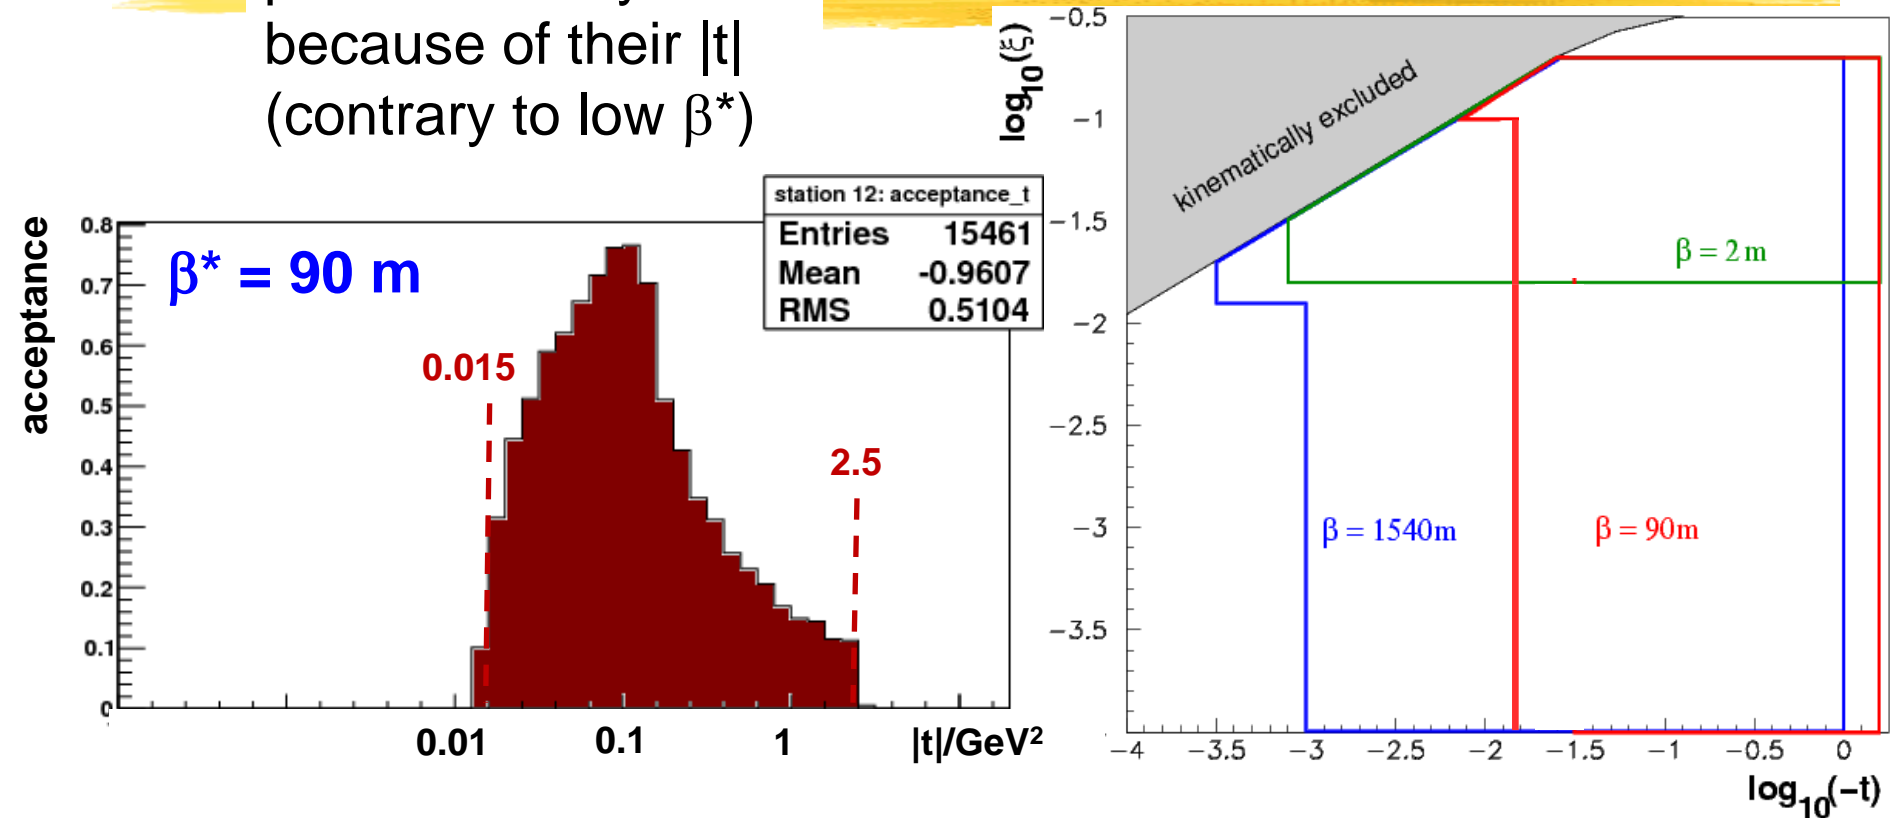 because of their |t|
(contrary to low β*)
station 12: acceptance_t
Entries 15461
Mean -0.9607
RMS 0.5104
β* = 90 m
acceptance
0.8
0.7
0.6
0.5
0.4
0.3
0.2
0.1
0
0.015
2.5
0.01 0.1 1 |t|/GeV²
log₁₀(ξ)
−0.5
−1
−1.5
−2
−2.5
−3
−3.5
kinematically excluded
β = 2 m
β = 1540m
β = 90m
−4 −3.5 −3 −2.5 −2 −1.5 −1 −0.5 0
log₁₀(−t)